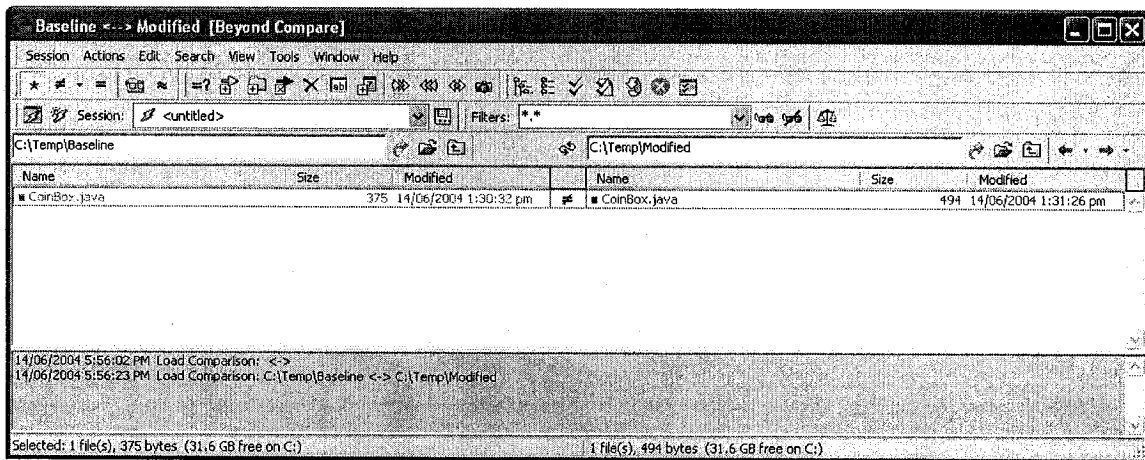 Baseline <--> Modified [Beyond Compare]
Session Actions Edit Search View Tools Window Help
Session: <untitled> Filters: *.*
C:\Temp\Baseline C:\Temp\Modified
Name Size Modified Name Size Modified
CoinBox.java 375 14/06/2004 1:30:32 pm ≠ CoinBox.java 494 14/06/2004 1:31:26 pm
14/06/2004 5:56:02 PM Load Comparison: <->
14/06/2004 5:56:23 PM Load Comparison: C:\Temp\Baseline <-> C:\Temp\Modified
Selected: 1 file(s), 375 bytes (31.6 GB free on C:) 1 file(s), 494 bytes (31.6 GB free on C:)